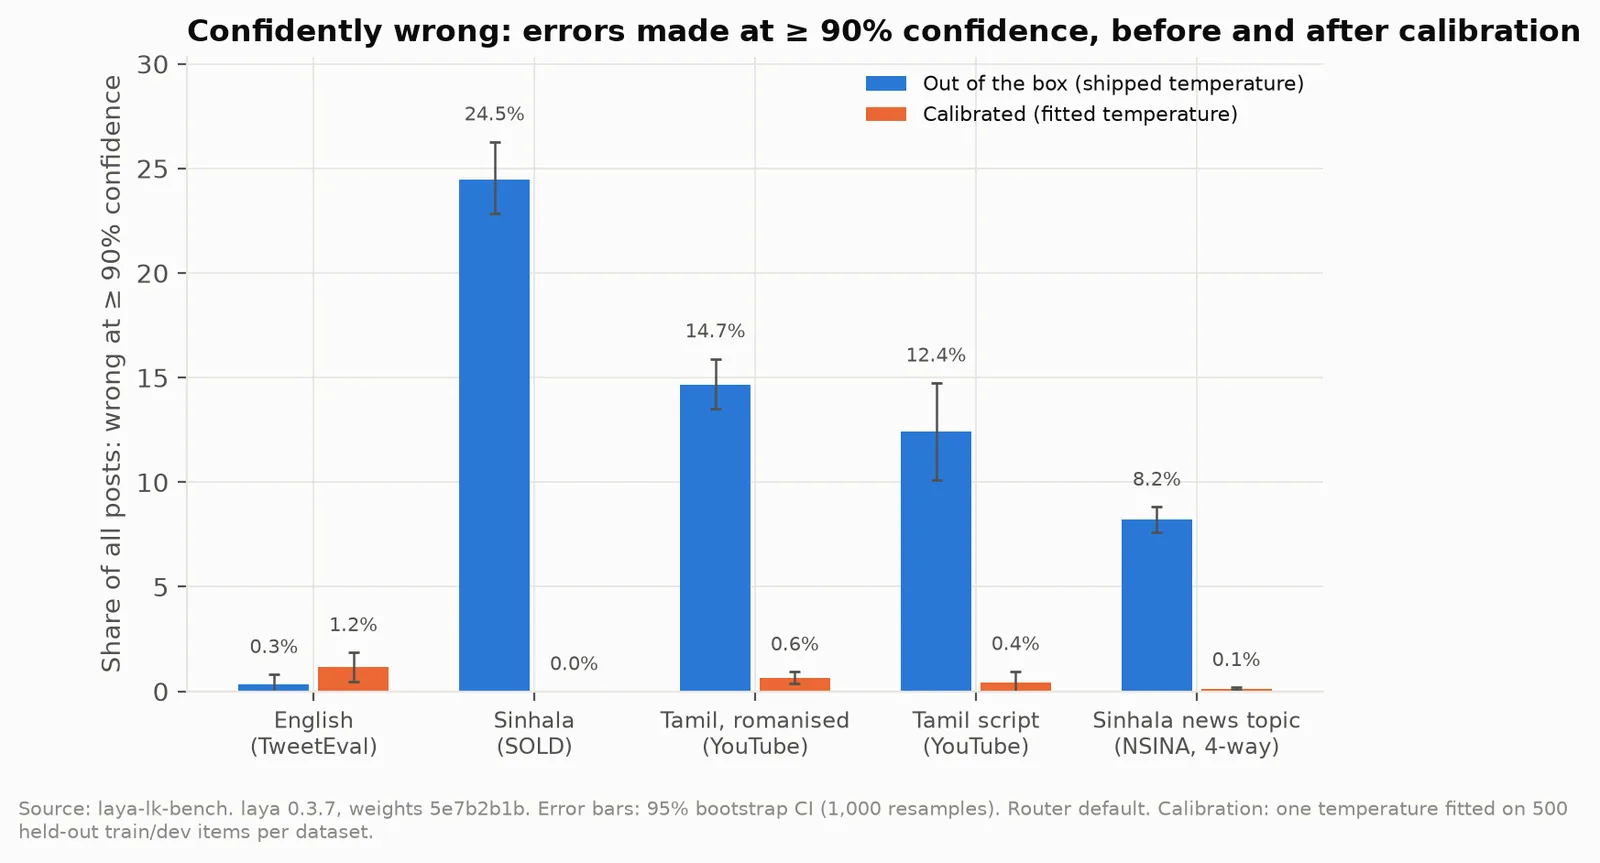 Confidently wrong: errors made at ≥ 90% confidence, before and after calibration
Share of all posts: wrong at ≥ 90% confidence
30
25
20
15
10
5
0
Out of the box (shipped temperature)
Calibrated (fitted temperature)
0.3%
1.2%
24.5%
0.0%
14.7%
0.6%
12.4%
0.4%
8.2%
0.1%
English
(TweetEval)
Sinhala
(SOLD)
Tamil, romanised
(YouTube)
Tamil script
(YouTube)
Sinhala news topic
(NSINA, 4-way)
Source: laya-lk-bench. laya 0.3.7, weights 5e7b2b1b. Error bars: 95% bootstrap CI (1,000 resamples). Router default. Calibration: one temperature fitted on 500
held-out train/dev items per dataset.